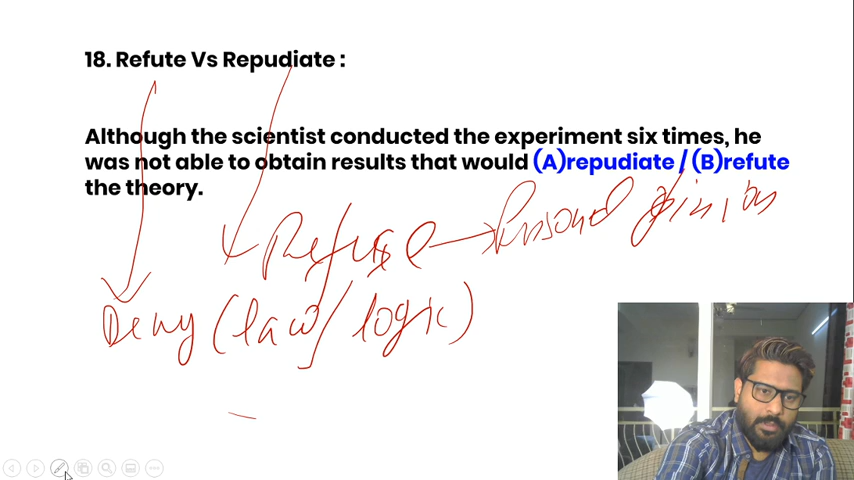 18. Refute Vs Repudiate :
Although the scientist conducted the experiment six times, he
was not able to obtain results that would (A)repudiate / (B)refute
the theory.
Refuse → Personal opinion
Deny (law / logic)